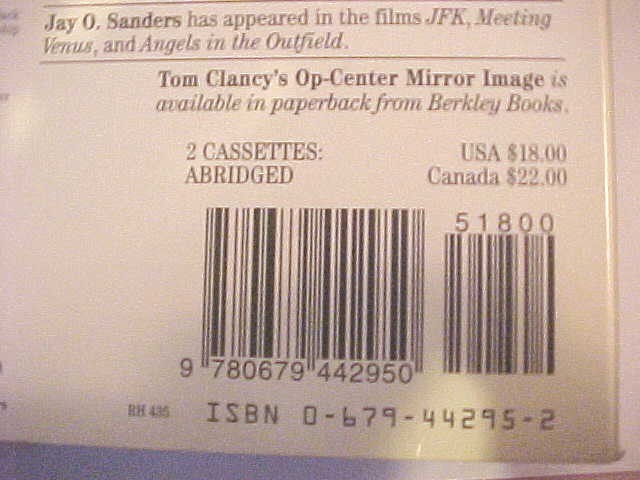 Jay O. Sanders has appeared in the films JFK, Meeting
Venus, and Angels in the Outfield.
Tom Clancy's Op-Center Mirror Image is
available in paperback from Berkley Books.
2 CASSETTES: USA $18.00
ABRIDGED Canada $22.00
51800
9 780679 442950
RH 435
ISBN 0-679-44295-2